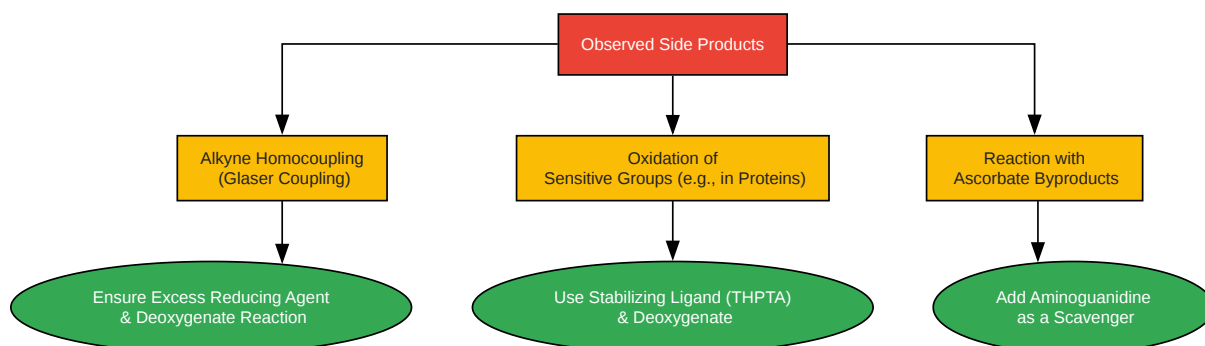 Observed Side Products
Alkyne Homocoupling
(Glaser Coupling)
Oxidation of
Sensitive Groups (e.g., in Proteins)
Reaction with
Ascorbate Byproducts
Ensure Excess Reducing Agent
& Deoxygenate Reaction
Use Stabilizing Ligand (THPTA)
& Deoxygenate
Add Aminoguanidine
as a Scavenger